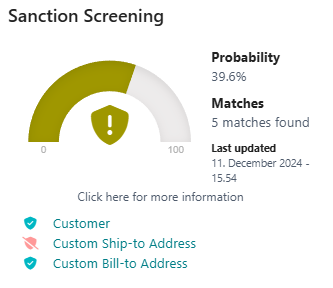 Sanction Screening
Probability
39.6%
Matches
5 matches found
Last updated
11. December 2024 -
15.54
0
100
Click here for more information
Customer
Custom Ship-to Address
Custom Bill-to Address